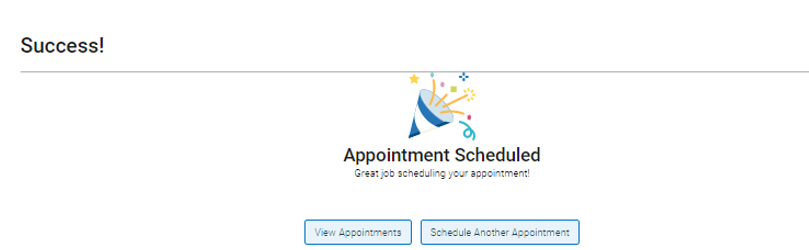 Success!
Appointment Scheduled
Great job scheduling your appointment!
View Appointments
Schedule Another Appointment